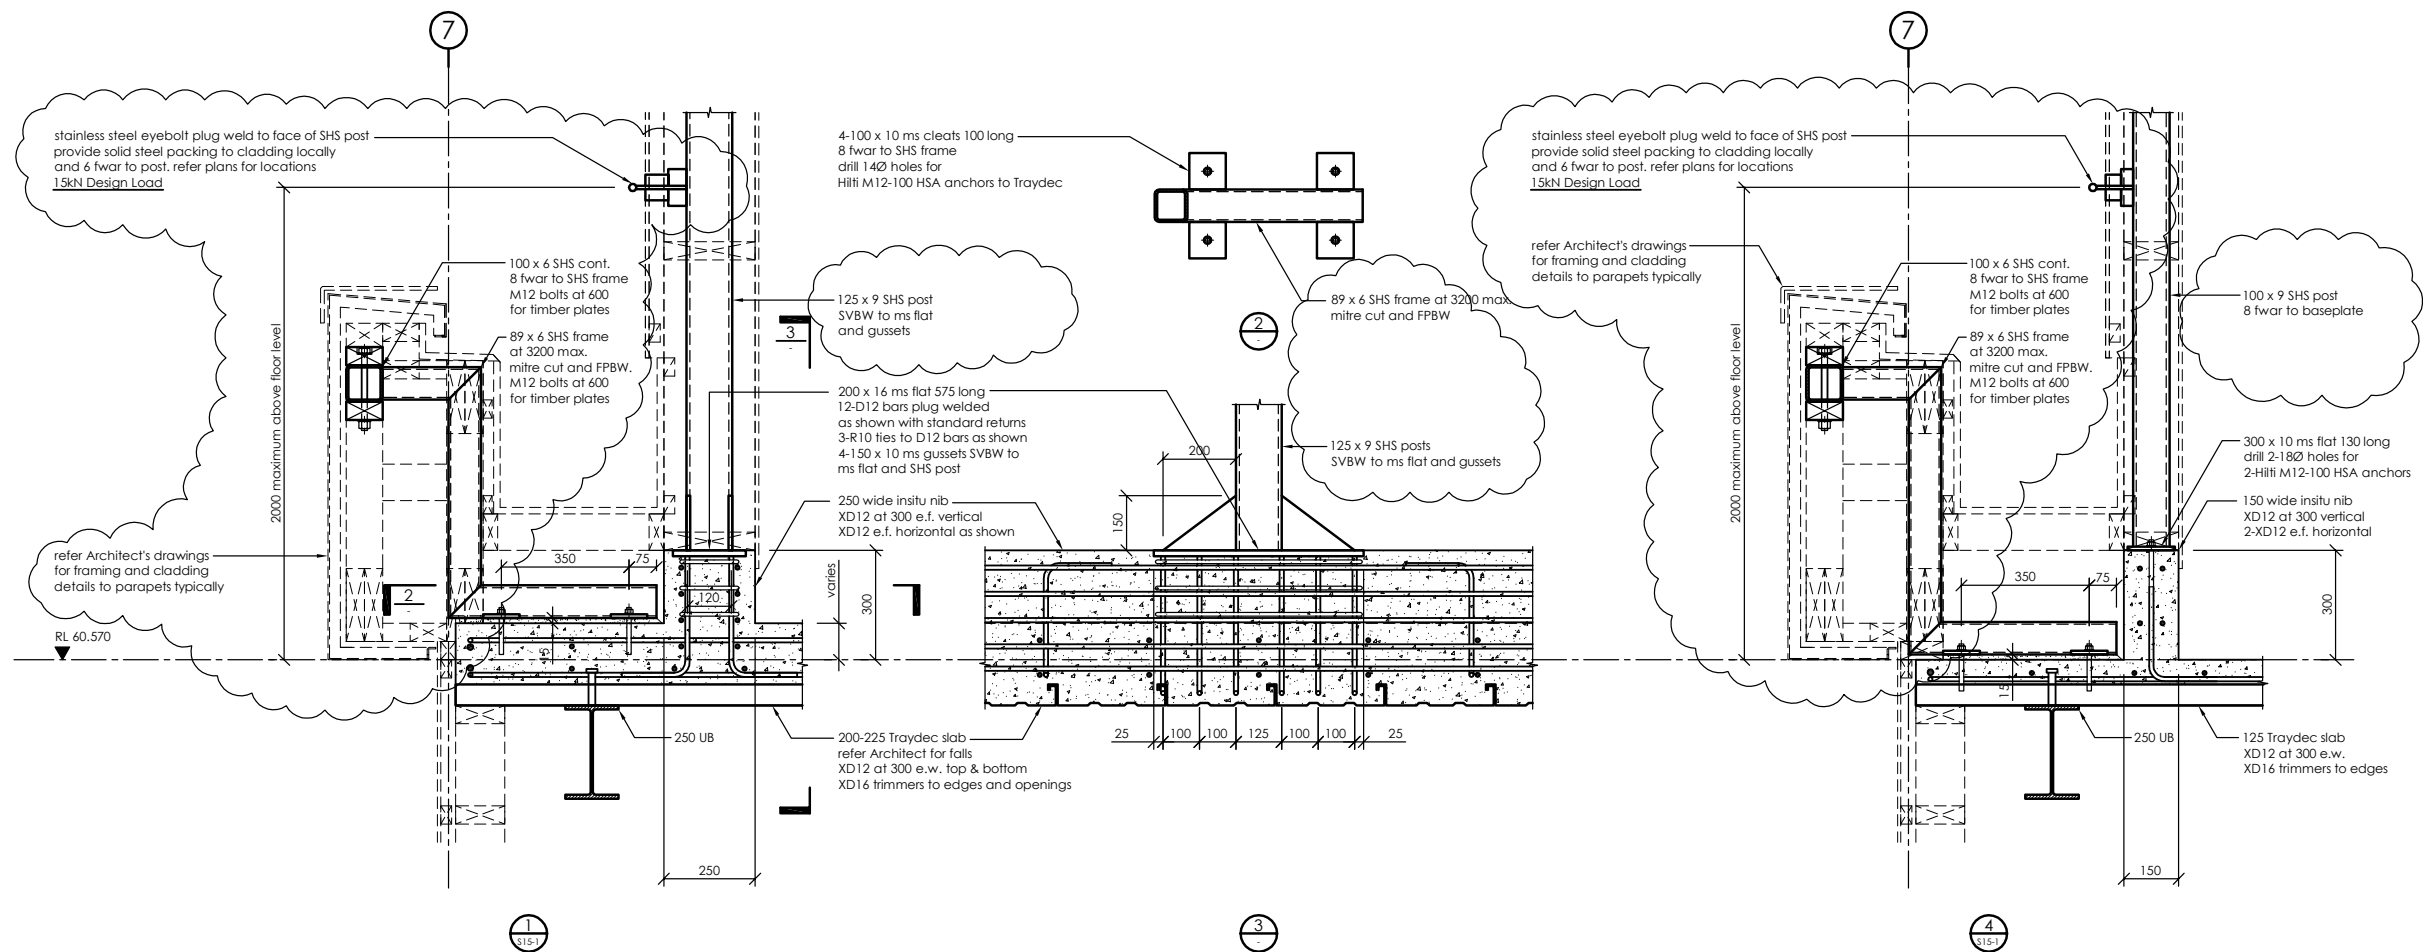 7
stainless steel eyebolt plug weld to face of SHS post
provide solid steel packing to cladding locally
and 6 fwar to post. refer plans for locations
15kN Design Load
2000 maximum above floor level
100 x 6 SHS cont.
8 fwar to SHS frame
M12 bolts at 600
for timber plates
89 x 6 SHS frame
at 3200 max.
mitre cut and FPBW.
M12 bolts at 600
for timber plates
refer Architect's drawings
for framing and cladding
details to parapets typically
RL 60.570
2
-
350
75
120
varies
300
250 UB
250
1
S15-1
4-100 x 10 ms cleats 100 long
8 fwar to SHS frame
drill 14Ø holes for
Hilti M12-100 HSA anchors to Traydec
125 x 9 SHS post
SVBW to ms flat
and gussets
3
-
200 x 16 ms flat 575 long
12-D12 bars plug welded
as shown with standard returns
3-R10 ties to D12 bars as shown
4-150 x 10 ms gussets SVBW to
ms flat and SHS post
250 wide insitu nib
XD12 at 300 e.f. vertical
XD12 e.f. horizontal as shown
200-225 Traydec slab
refer Architect for falls
XD12 at 300 e.w. top & bottom
XD16 trimmers to edges and openings
89 x 6 SHS frame at 3200 max.
mitre cut and FPBW
2
-
200
125 x 9 SHS posts
SVBW to ms flat and gussets
150
25
100
100
125
100
100
25
3
-
7
stainless steel eyebolt plug weld to face of SHS post
provide solid steel packing to cladding locally
and 6 fwar to post. refer plans for locations
15kN Design Load
refer Architect's drawings
for framing and cladding
details to parapets typically
2000 maximum above floor level
100 x 6 SHS cont.
8 fwar to SHS frame
M12 bolts at 600
for timber plates
89 x 6 SHS frame
at 3200 max.
mitre cut and FPBW.
M12 bolts at 600
for timber plates
100 x 9 SHS post
8 fwar to baseplate
300 x 10 ms flat 130 long
drill 2-18Ø holes for
2-Hilti M12-100 HSA anchors
150 wide insitu nib
XD12 at 300 vertical
2-XD12 e.f. horizontal
350
75
300
250 UB
125 Traydec slab
XD12 at 300 e.w.
XD16 trimmers to edges
150
4
S15-1